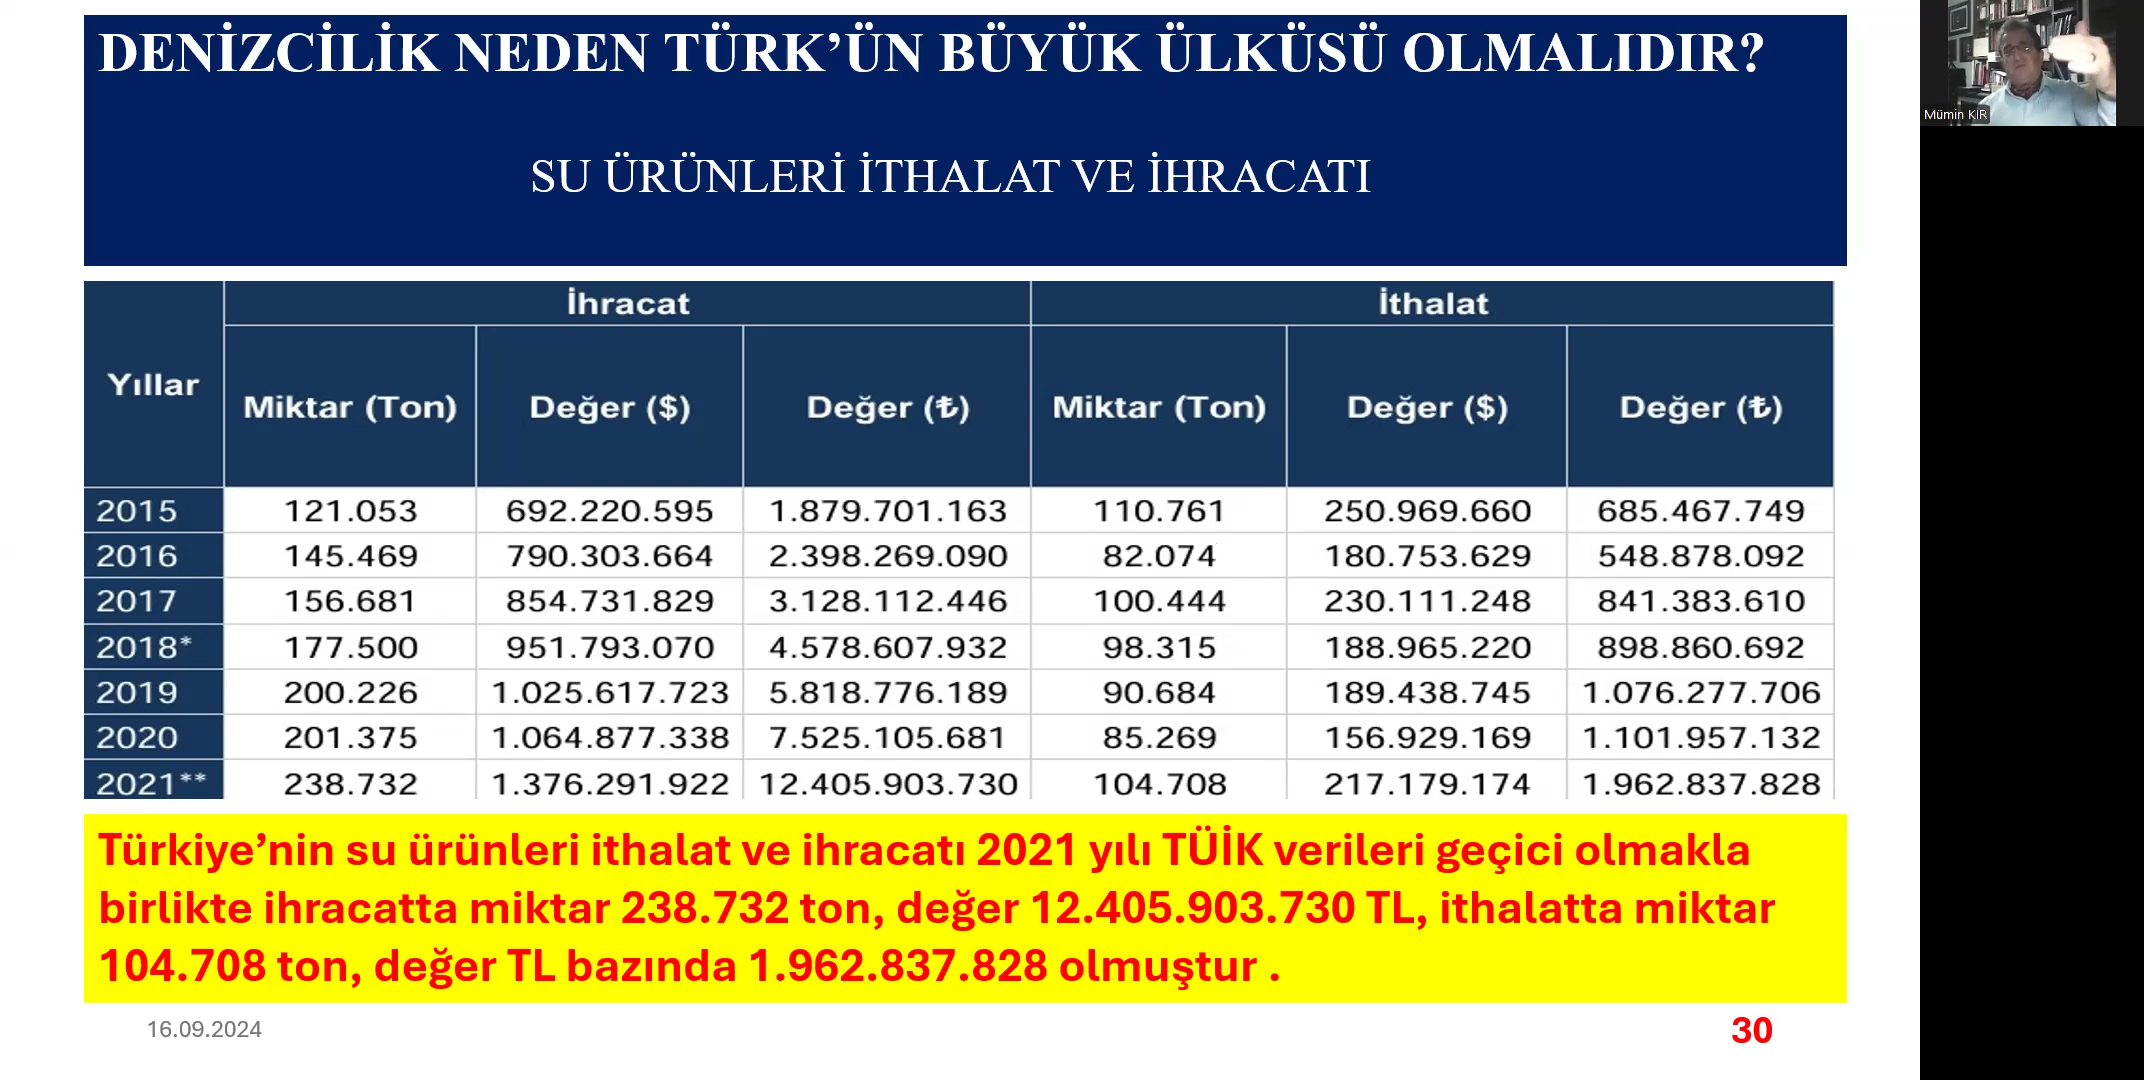 DENİZCİLİK NEDEN TÜRK’ÜN BÜYÜK ÜLKÜSÜ OLMALIDIR?
SU ÜRÜNLERİ İTHALAT VE İHRACATI
Mümin KIR
Yıllar İhracat İthalat
Miktar (Ton) Değer ($) Değer (₺) Miktar (Ton) Değer ($) Değer (₺)
2015 121.053 692.220.595 1.879.701.163 110.761 250.969.660 685.467.749
2016 145.469 790.303.664 2.398.269.090 82.074 180.753.629 548.878.092
2017 156.681 854.731.829 3.128.112.446 100.444 230.111.248 841.383.610
2018* 177.500 951.793.070 4.578.607.932 98.315 188.965.220 898.860.692
2019 200.226 1.025.617.723 5.818.776.189 90.684 189.438.745 1.076.277.706
2020 201.375 1.064.877.338 7.525.105.681 85.269 156.929.169 1.101.957.132
2021** 238.732 1.376.291.922 12.405.903.730 104.708 217.179.174 1.962.837.828
Türkiye’nin su ürünleri ithalat ve ihracatı 2021 yılı TÜİK verileri geçici olmakla
birlikte ihracatta miktar 238.732 ton, değer 12.405.903.730 TL, ithalatta miktar
104.708 ton, değer TL bazında 1.962.837.828 olmuştur .
16.09.2024
30